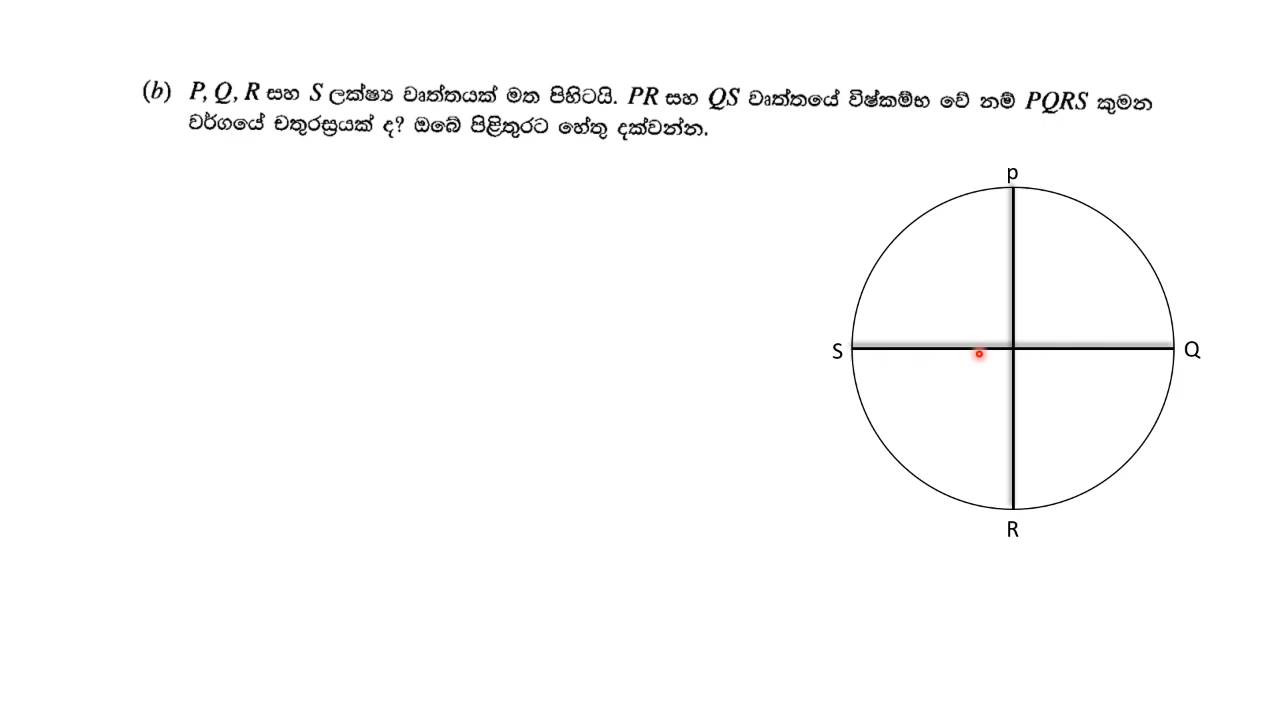 (b) P, Q, R සහ S ලක්ෂ්‍ය වෘත්තයක් මත පිහිටයි. PR සහ QS වෘත්තයේ විෂ්කම්භ වේ නම් PQRS කුමන
වර්ගයේ චතුරස්‍රයක් ද? ඔබේ පිළිතුරට හේතු දක්වන්න.
p
S
Q
R